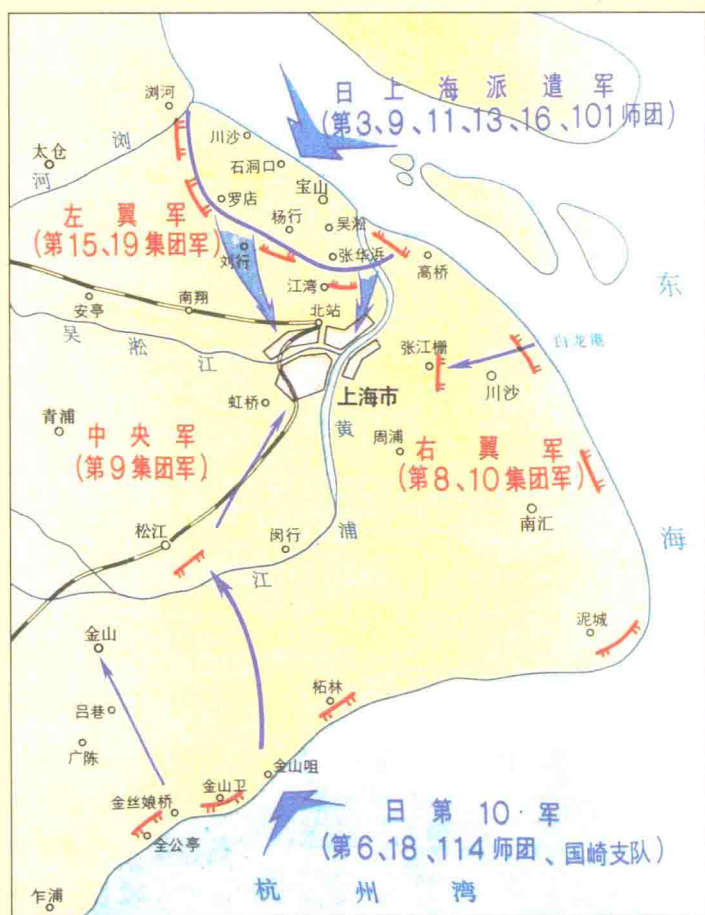 日上海派遣军
(第3、9、11、13、16、101师团)
浏河
川沙
太仓
浏
河
石洞口
宝山
罗店
左翼军
(第15、19集团军)
杨行
吴淞
刘行
张华浜
高桥
江湾
东
安亭
南翔
北站
吴
淞
江
张江栅
白龙港
川沙
虹桥
上海市
青浦
中央军
(第9集团军)
黄
周浦
右翼军
(第8、10集团军)
南汇
松江
闵行
浦
海
江
泥城
金山
柘林
吕巷
广陈
金山咀
金山卫
金丝娘桥
全公亭
日第10·军
(第6、18、114师团、国崎支队)
乍浦
杭州湾